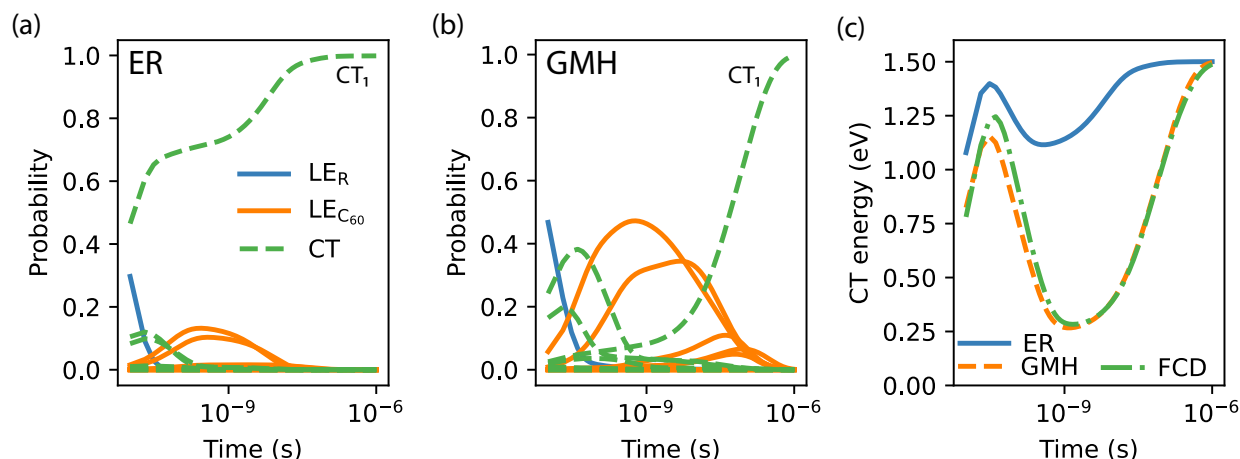 (a)
ER
CT₁
Probability
1.0
0.8
0.6
0.4
0.2
0.0
LE_R
LE_C₆₀
CT
10⁻⁹
10⁻⁶
Time (s)
(b)
GMH
CT₁
Probability
1.0
0.8
0.6
0.4
0.2
0.0
10⁻⁹
10⁻⁶
Time (s)
(c)
CT energy (eV)
1.50
1.25
1.00
0.75
0.50
0.25
0.00
ER
GMH
FCD
10⁻⁹
10⁻⁶
Time (s)